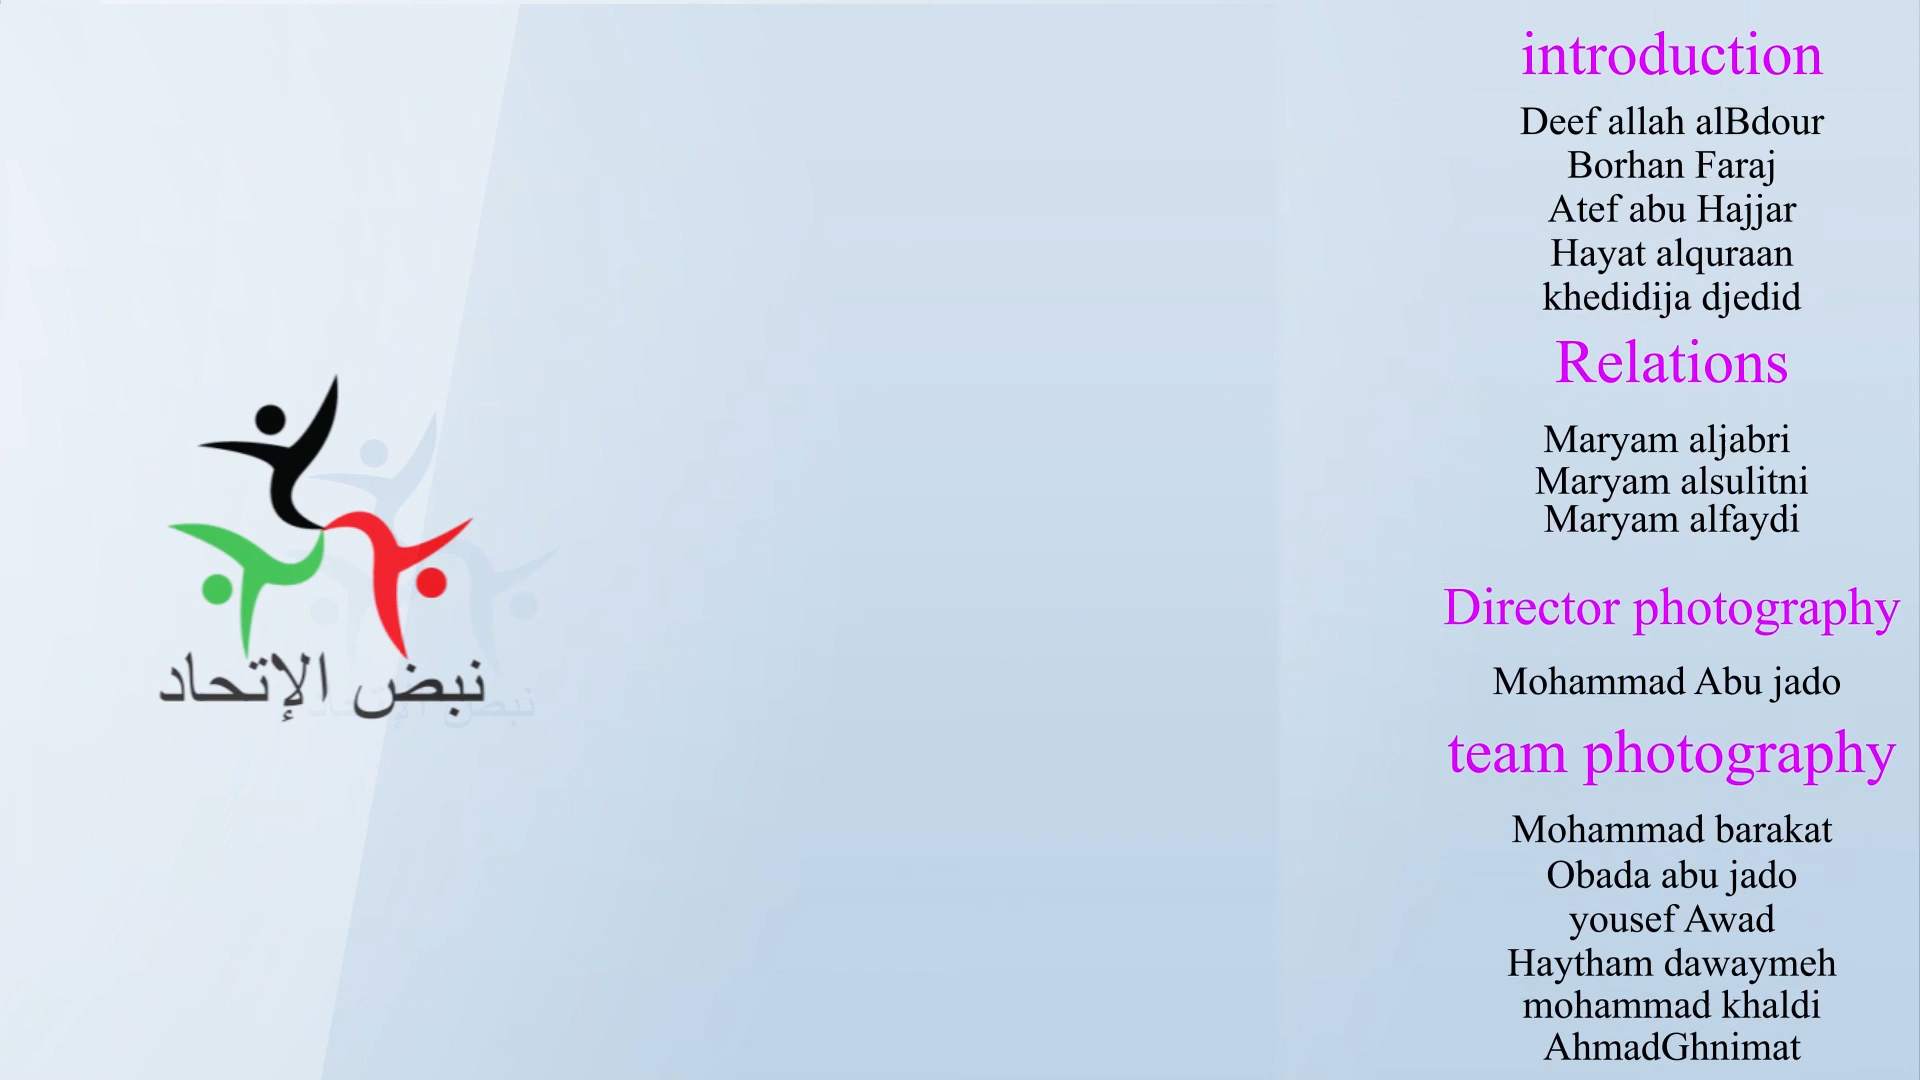 introduction
Deef allah alBdour
Borhan Faraj
Atef abu Hajjar
Hayat alquraan
khedidija djedid
Relations
Maryam aljabri
Maryam alsulitni
Maryam alfaydi
Director photography
Mohammad Abu jado
team photography
Mohammad barakat
Obada abu jado
yousef Awad
Haytham dawaymeh
mohammad khaldi
AhmadGhnimat
نبض الإتحاد